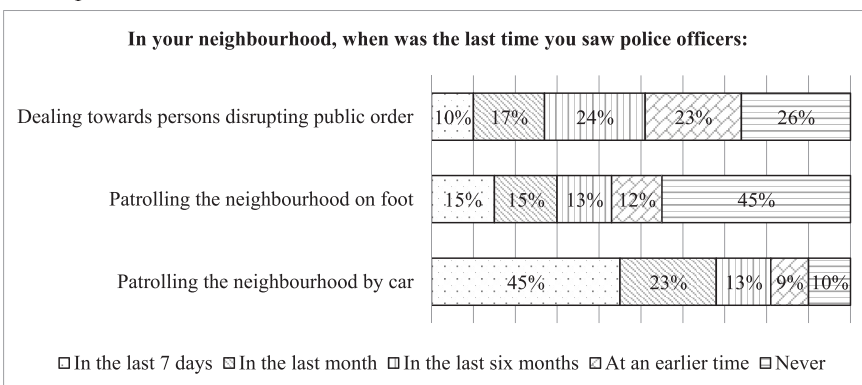 In your neighbourhood, when was the last time you saw police officers:
Dealing towards persons disrupting public order 10% 17% 24% 23% 26%
Patrolling the neighbourhood on foot 15% 15% 13% 12% 45%
Patrolling the neighbourhood by car 45% 23% 13% 9% 10%
In the last 7 days In the last month In the last six months At an earlier time Never